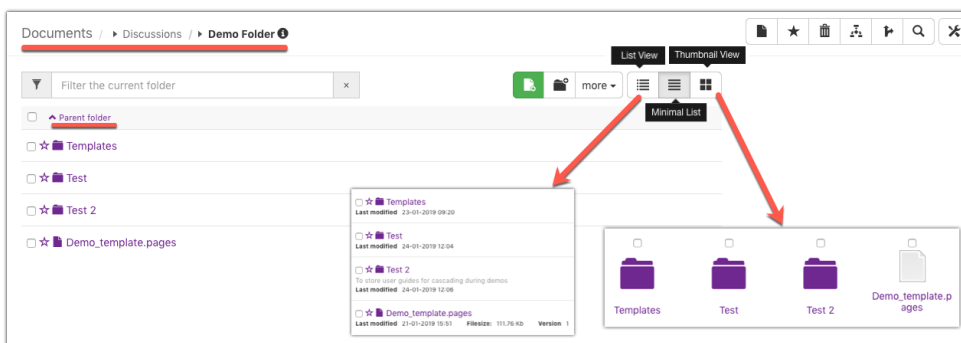 Documents / Discussions / Demo Folder
List View
Thumbnail View
Filter the current folder ×
more
Minimal List
Parent folder
Templates
Test
Test 2
Demo_template.pages
Templates
Last modified 23-01-2019 09:20
Test
Last modified 24-01-2019 12:04
Test 2
To store user guides for cascading during demos
Last modified 24-01-2019 12:06
Demo_template.pages
Last modified 21-01-2019 15:51 Filesize: 111.76 Kb Version 1
Templates
Test
Test 2
Demo_template.p
ages